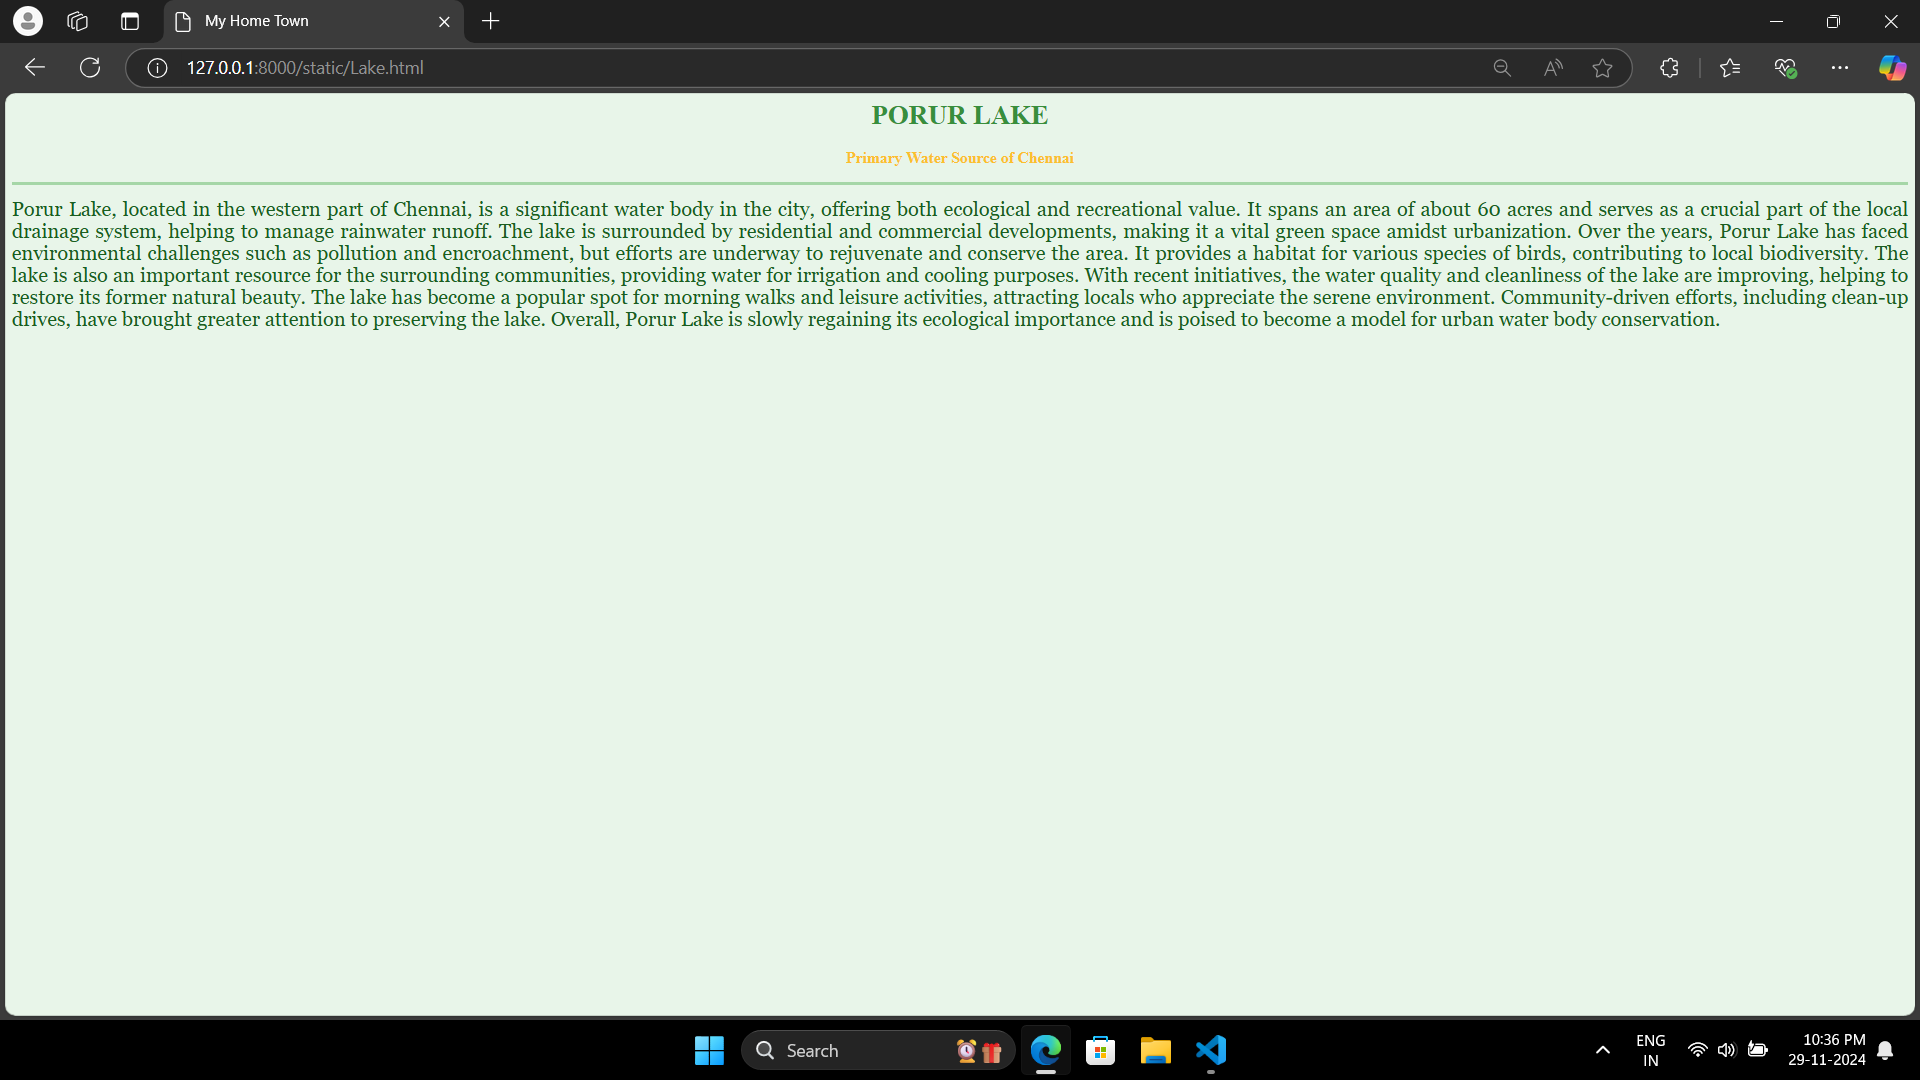 My Home Town
127.0.0.1:8000/static/Lake.html
PORUR LAKE
Primary Water Source of Chennai
Porur Lake, located in the western part of Chennai, is a significant water body in the city, offering both ecological and recreational value. It spans an area of about 60 acres and serves as a crucial part of the local
drainage system, helping to manage rainwater runoff. The lake is surrounded by residential and commercial developments, making it a vital green space amidst urbanization. Over the years, Porur Lake has faced
environmental challenges such as pollution and encroachment, but efforts are underway to rejuvenate and conserve the area. It provides a habitat for various species of birds, contributing to local biodiversity. The
lake is also an important resource for the surrounding communities, providing water for irrigation and cooling purposes. With recent initiatives, the water quality and cleanliness of the lake are improving, helping to
restore its former natural beauty. The lake has become a popular spot for morning walks and leisure activities, attracting locals who appreciate the serene environment. Community-driven efforts, including clean-up
drives, have brought greater attention to preserving the lake. Overall, Porur Lake is slowly regaining its ecological importance and is poised to become a model for urban water body conservation.
Search
ENG
IN
10:36 PM
29-11-2024